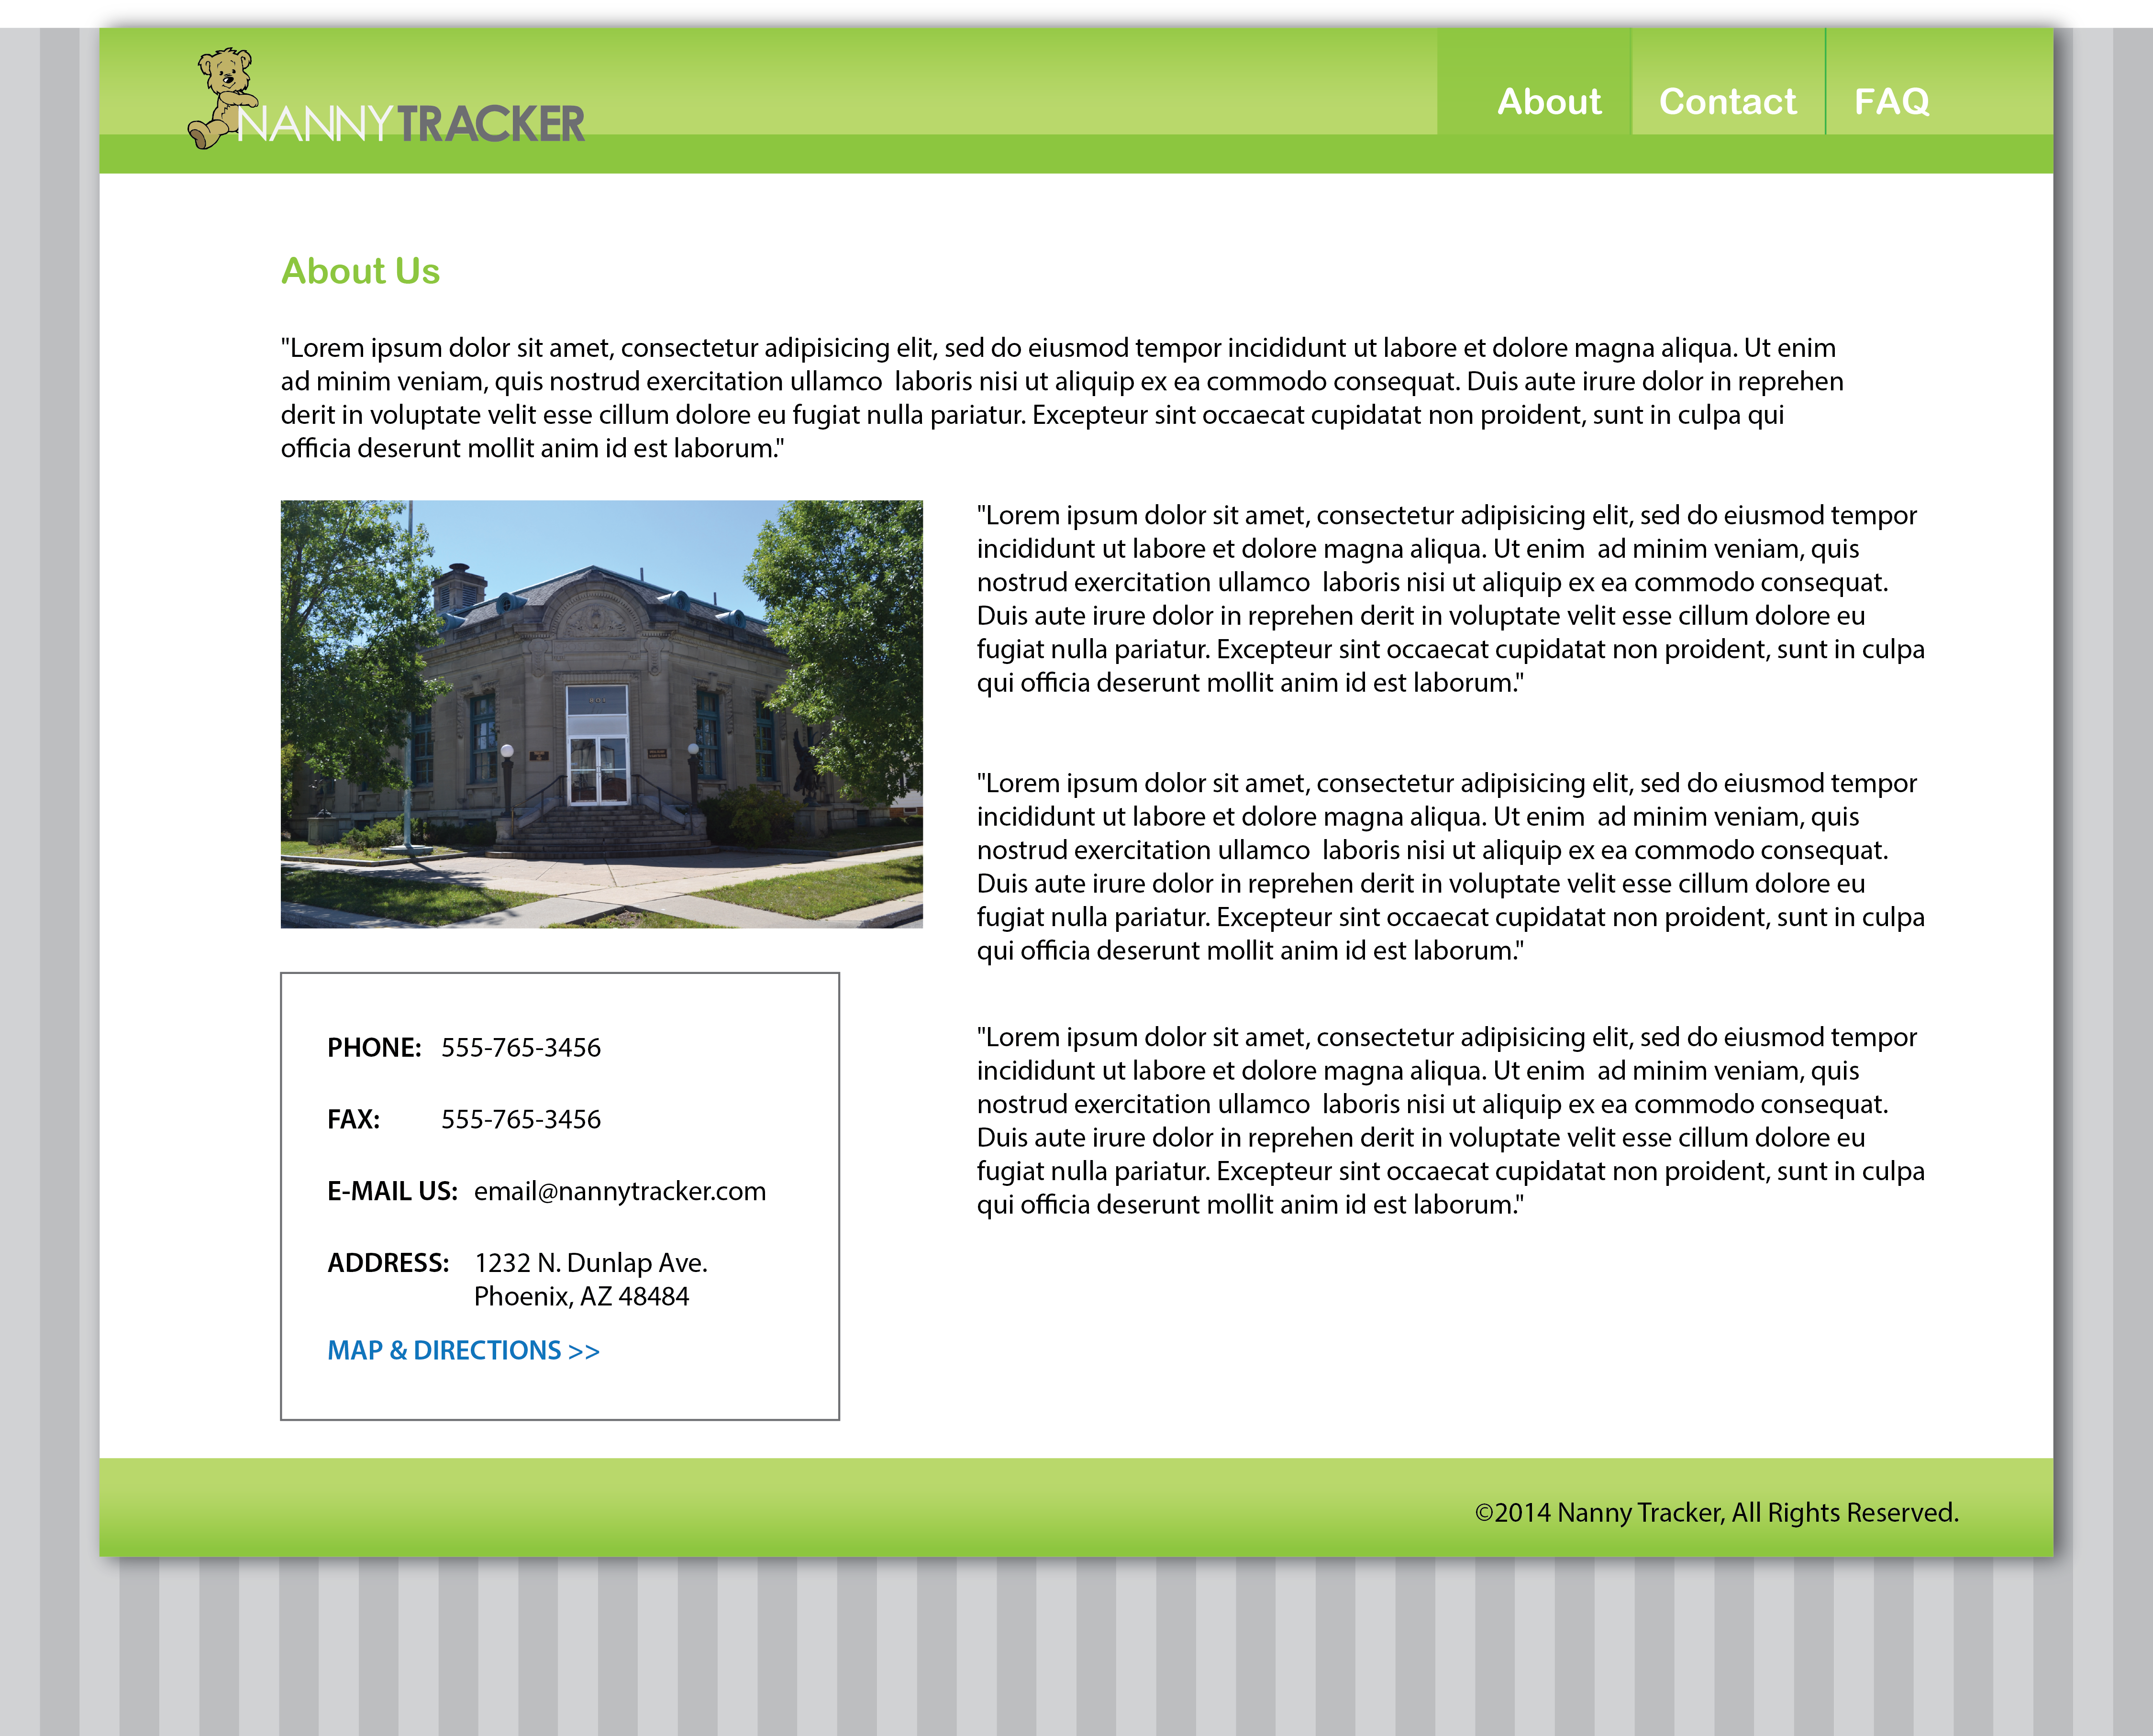 NANNYTRACKER
About
Contact
FAQ
About Us
"Lorem ipsum dolor sit amet, consectetur adipisicing elit, sed do eiusmod tempor incididunt ut labore et dolore magna aliqua. Ut enim
ad minim veniam, quis nostrud exercitation ullamco  laboris nisi ut aliquip ex ea commodo consequat. Duis aute irure dolor in reprehen
derit in voluptate velit esse cillum dolore eu fugiat nulla pariatur. Excepteur sint occaecat cupidatat non proident, sunt in culpa qui
officia deserunt mollit anim id est laborum."
"Lorem ipsum dolor sit amet, consectetur adipisicing elit, sed do eiusmod tempor
incididunt ut labore et dolore magna aliqua. Ut enim  ad minim veniam, quis
nostrud exercitation ullamco  laboris nisi ut aliquip ex ea commodo consequat.
Duis aute irure dolor in reprehen derit in voluptate velit esse cillum dolore eu
fugiat nulla pariatur. Excepteur sint occaecat cupidatat non proident, sunt in culpa
qui officia deserunt mollit anim id est laborum."
"Lorem ipsum dolor sit amet, consectetur adipisicing elit, sed do eiusmod tempor
incididunt ut labore et dolore magna aliqua. Ut enim  ad minim veniam, quis
nostrud exercitation ullamco  laboris nisi ut aliquip ex ea commodo consequat.
Duis aute irure dolor in reprehen derit in voluptate velit esse cillum dolore eu
fugiat nulla pariatur. Excepteur sint occaecat cupidatat non proident, sunt in culpa
qui officia deserunt mollit anim id est laborum."
"Lorem ipsum dolor sit amet, consectetur adipisicing elit, sed do eiusmod tempor
incididunt ut labore et dolore magna aliqua. Ut enim  ad minim veniam, quis
nostrud exercitation ullamco  laboris nisi ut aliquip ex ea commodo consequat.
Duis aute irure dolor in reprehen derit in voluptate velit esse cillum dolore eu
fugiat nulla pariatur. Excepteur sint occaecat cupidatat non proident, sunt in culpa
qui officia deserunt mollit anim id est laborum."
PHONE: 555-765-3456
FAX: 555-765-3456
E-MAIL US: email@nannytracker.com
ADDRESS: 1232 N. Dunlap Ave.
Phoenix, AZ 48484
MAP & DIRECTIONS >>
©2014 Nanny Tracker, All Rights Reserved.